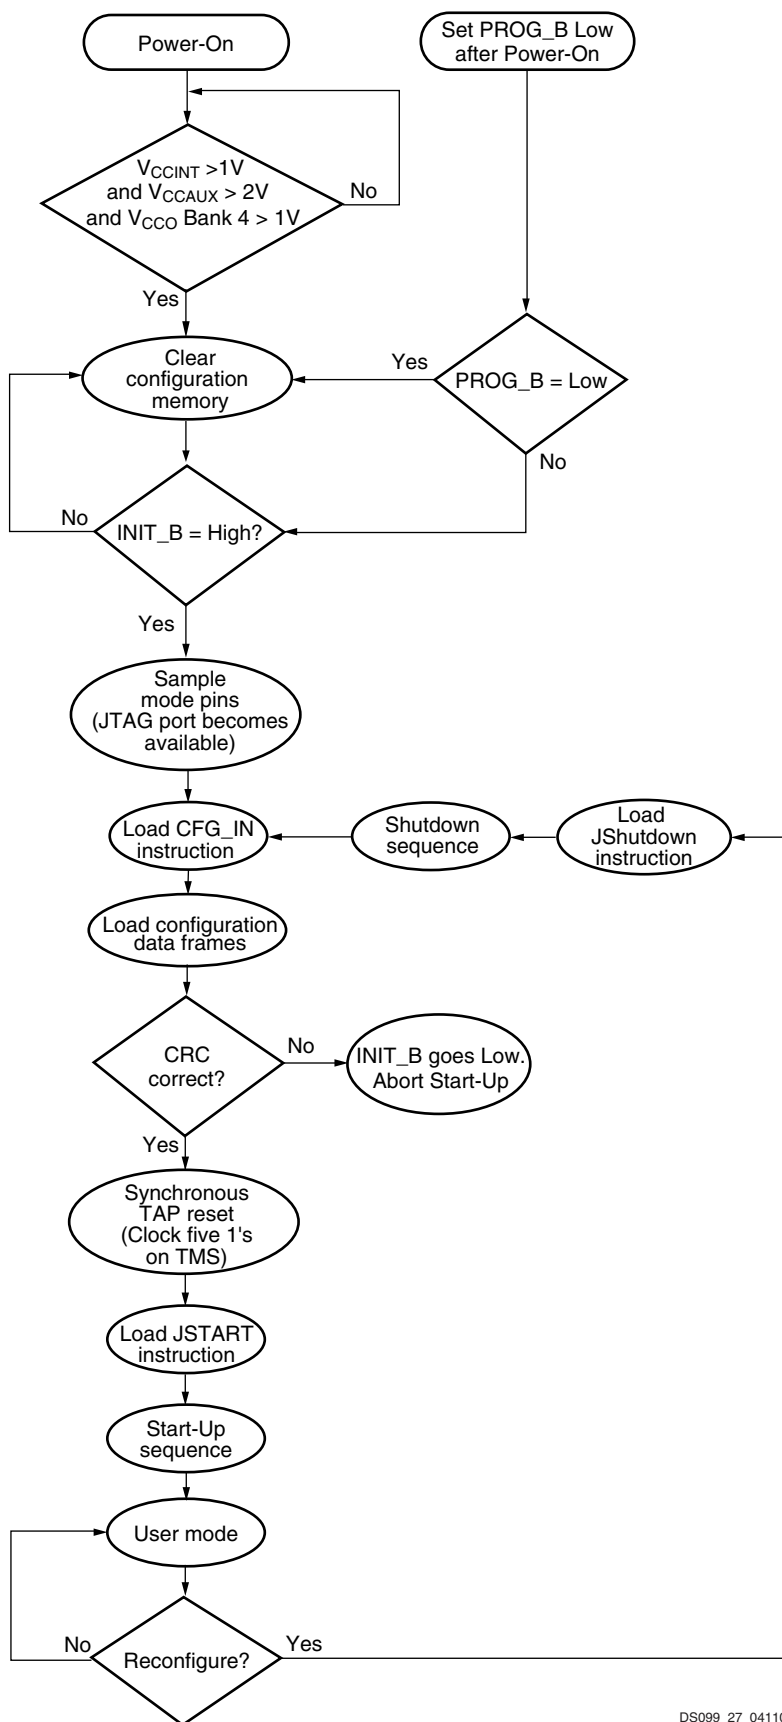 Power-On
Set PROG_B Low
after Power-On
VCCINT >1V
and VCCAUX > 2V
and VCCO Bank 4 > 1V
No
Yes
Clear
configuration
memory
Yes
PROG_B = Low
No
No
INIT_B = High?
Yes
Sample
mode pins
(JTAG port becomes
available)
Load CFG_IN
instruction
Shutdown
sequence
Load
JShutdown
instruction
Load configuration
data frames
CRC
correct?
No
INIT_B goes Low.
Abort Start-Up
Yes
Synchronous
TAP reset
(Clock five 1's
on TMS)
Load JSTART
instruction
Start-Up
sequence
User mode
No
Reconfigure?
Yes
DS099_27_04110